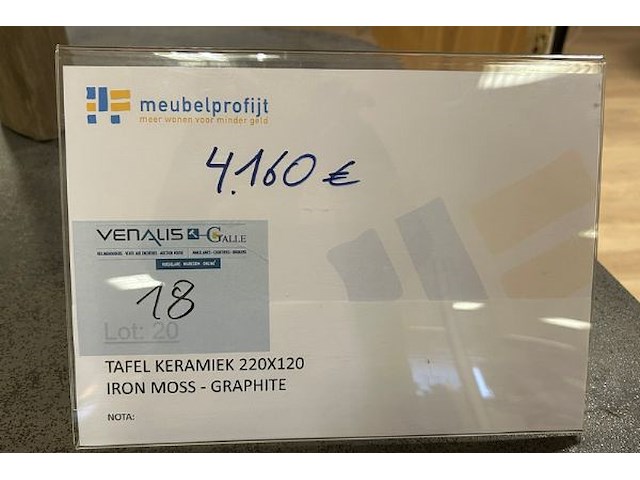 meubelprofijt
meer wonen voor minder geld
4.160 €
VENALIS GALLE
18
Lot: 20
TAFEL KERAMIEK 220X120
IRON MOSS - GRAPHITE
NOTA: